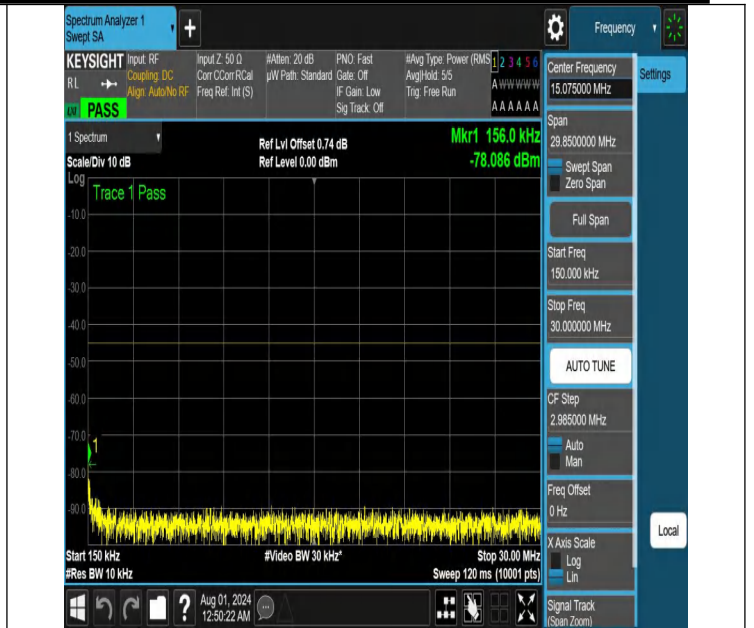 Spectrum Analyzer 1
Swept SA
+
Frequency
KEYSIGHT
RL
PASS
Input: RF
Coupling: DC
Align: Auto/No RF
Input Z: 50 Ω
Corr CCorr RCal
Freq Ref: Int (S)
#Atten: 20 dB
µW Path: Standard
PNO: Fast
Gate: Off
IF Gain: Low
Sig Track: Off
#Avg Type: Power (RMS
Avg|Hold: 5/5
Trig: Free Run
1 2 3 4 5 6
A W W W W W
A A A A A A
1 Spectrum
Scale/Div 10 dB
Ref Lvl Offset 0.74 dB
Ref Level 0.00 dBm
Mkr1 156.0 kHz
-78.086 dBm
Log
Trace 1 Pass
-10.0
-20.0
-30.0
-40.0
-50.0
-60.0
-70.0
1
-80.0
-90.0
Start 150 kHz
#Res BW 10 kHz
#Video BW 30 kHz*
Stop 30.00 MHz
Sweep 120 ms (10001 pts)
Center Frequency
15.075000 MHz
Settings
Span
29.8500000 MHz
Swept Span
Zero Span
Full Span
Start Freq
150.000 kHz
Stop Freq
30.000000 MHz
AUTO TUNE
CF Step
2.985000 MHz
Auto
Man
Freq Offset
0 Hz
Local
X Axis Scale
Log
Lin
Signal Track
(Span Zoom)
?
Aug 01, 2024
12:50:22 AM